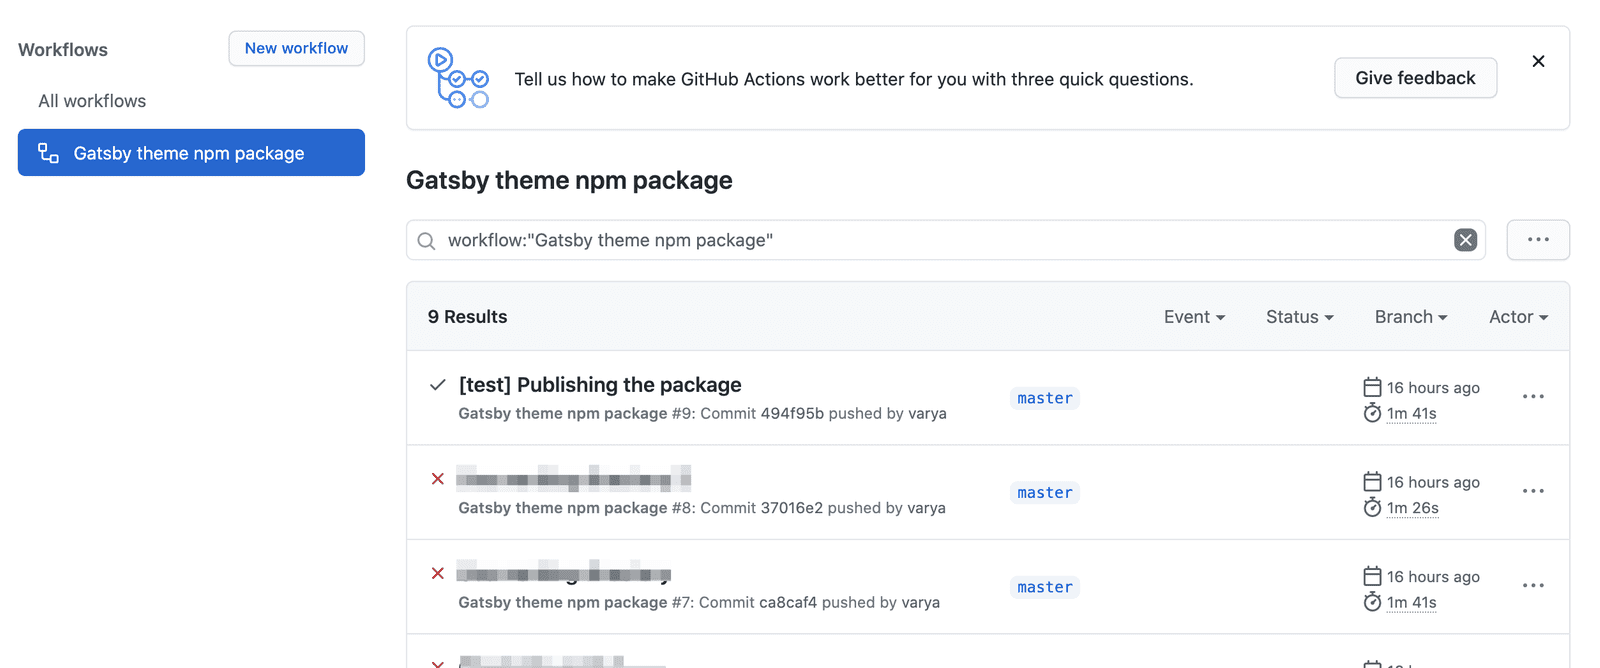 Workflows
New workflow
All workflows
Gatsby theme npm package
Tell us how to make GitHub Actions work better for you with three quick questions.
Give feedback
Gatsby theme npm package
workflow:"Gatsby theme npm package"
9 Results
Event
Status
Branch
Actor
[test] Publishing the package
Gatsby theme npm package #9: Commit 494f95b pushed by varya
master
16 hours ago
1m 41s
Gatsby theme npm package #8: Commit 37016e2 pushed by varya
master
16 hours ago
1m 26s
Gatsby theme npm package #7: Commit ca8caf4 pushed by varya
master
16 hours ago
1m 41s